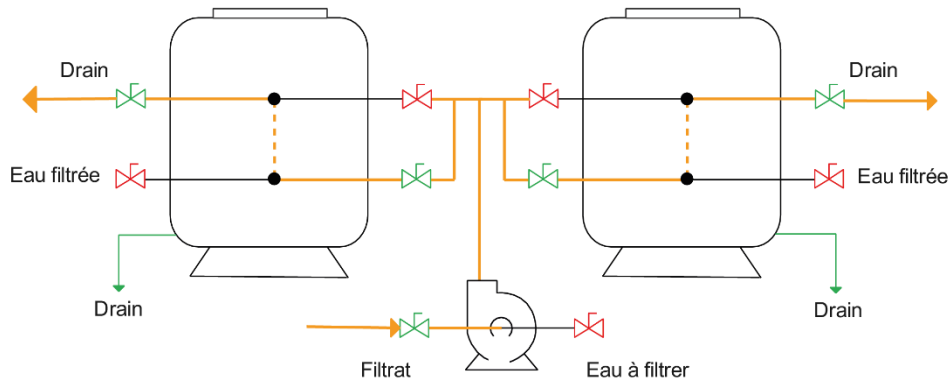 Drain
Drain
Eau filtrée
Eau filtrée
Drain
Drain
Filtrat
Eau à filtrer